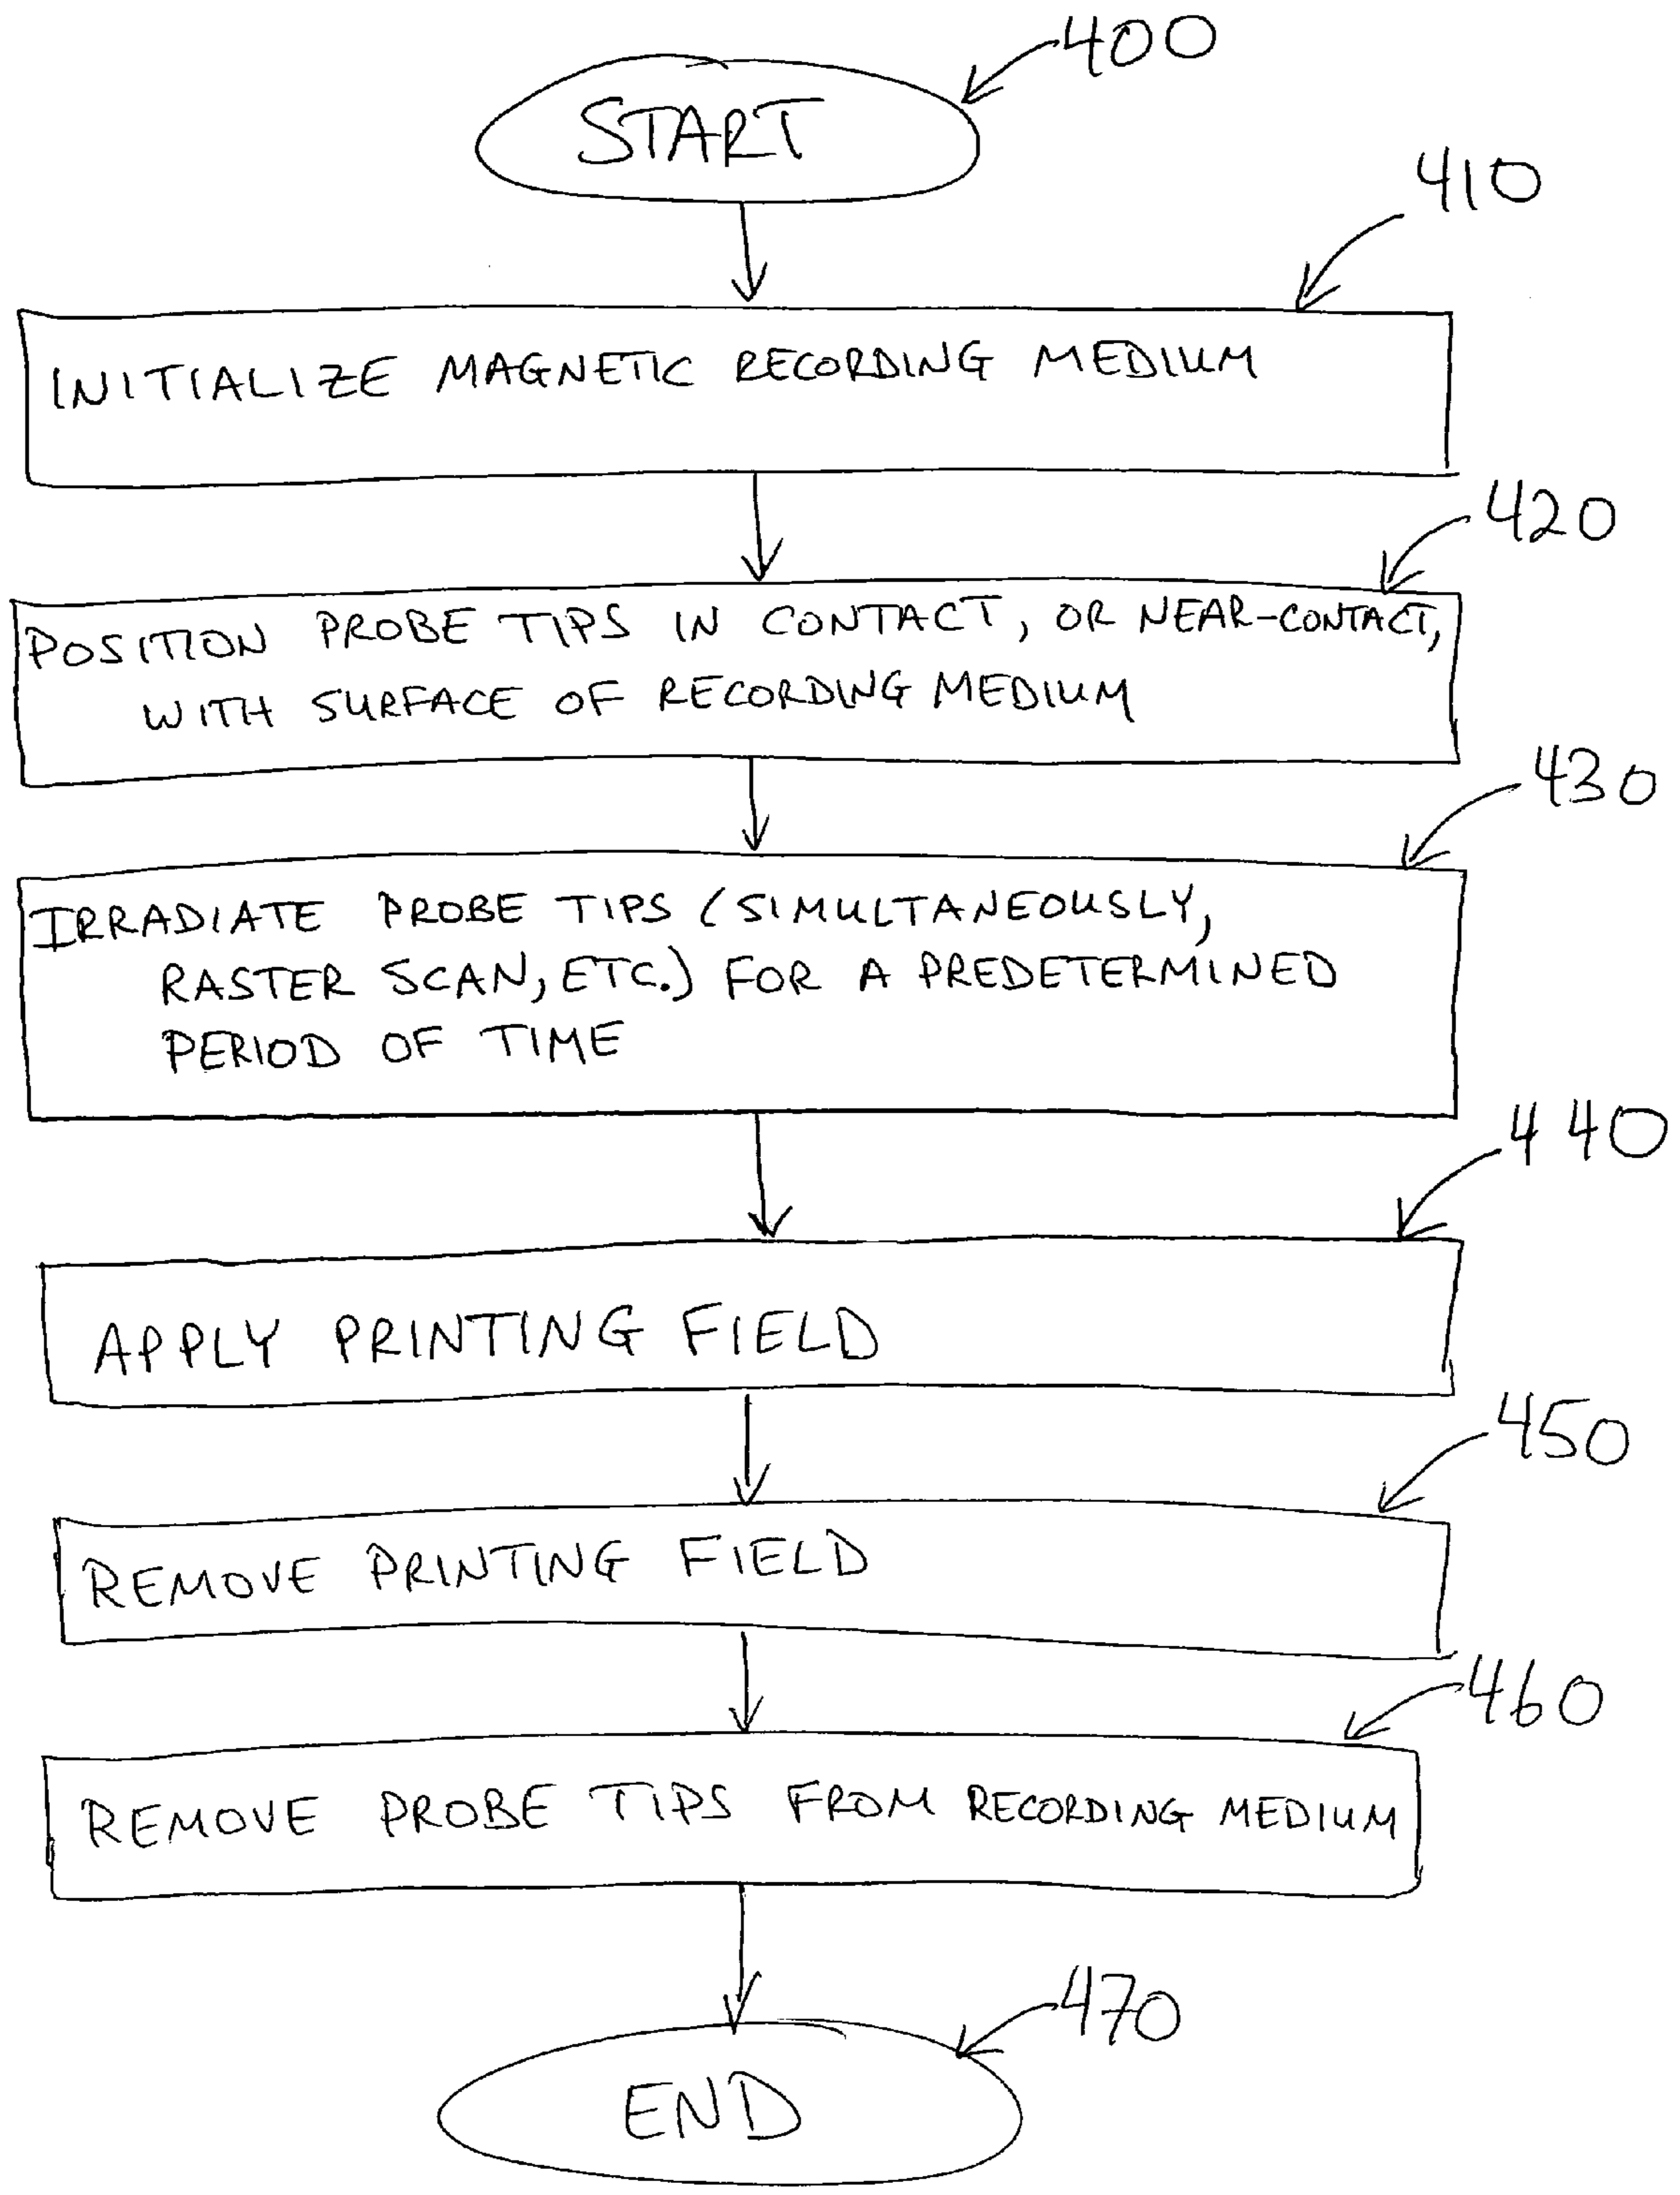 400
START
410
INITIALIZE MAGNETIC RECORDING MEDIUM
420
POSITION PROBE TIPS IN CONTACT, OR NEAR-CONTACT,
WITH SURFACE OF RECORDING MEDIUM
430
IRRADIATE PROBE TIPS (SIMULTANEOUSLY,
RASTER SCAN, ETC.) FOR A PREDETERMINED
PERIOD OF TIME
440
APPLY PRINTING FIELD
450
REMOVE PRINTING FIELD
460
REMOVE PROBE TIPS FROM RECORDING MEDIUM
470
END